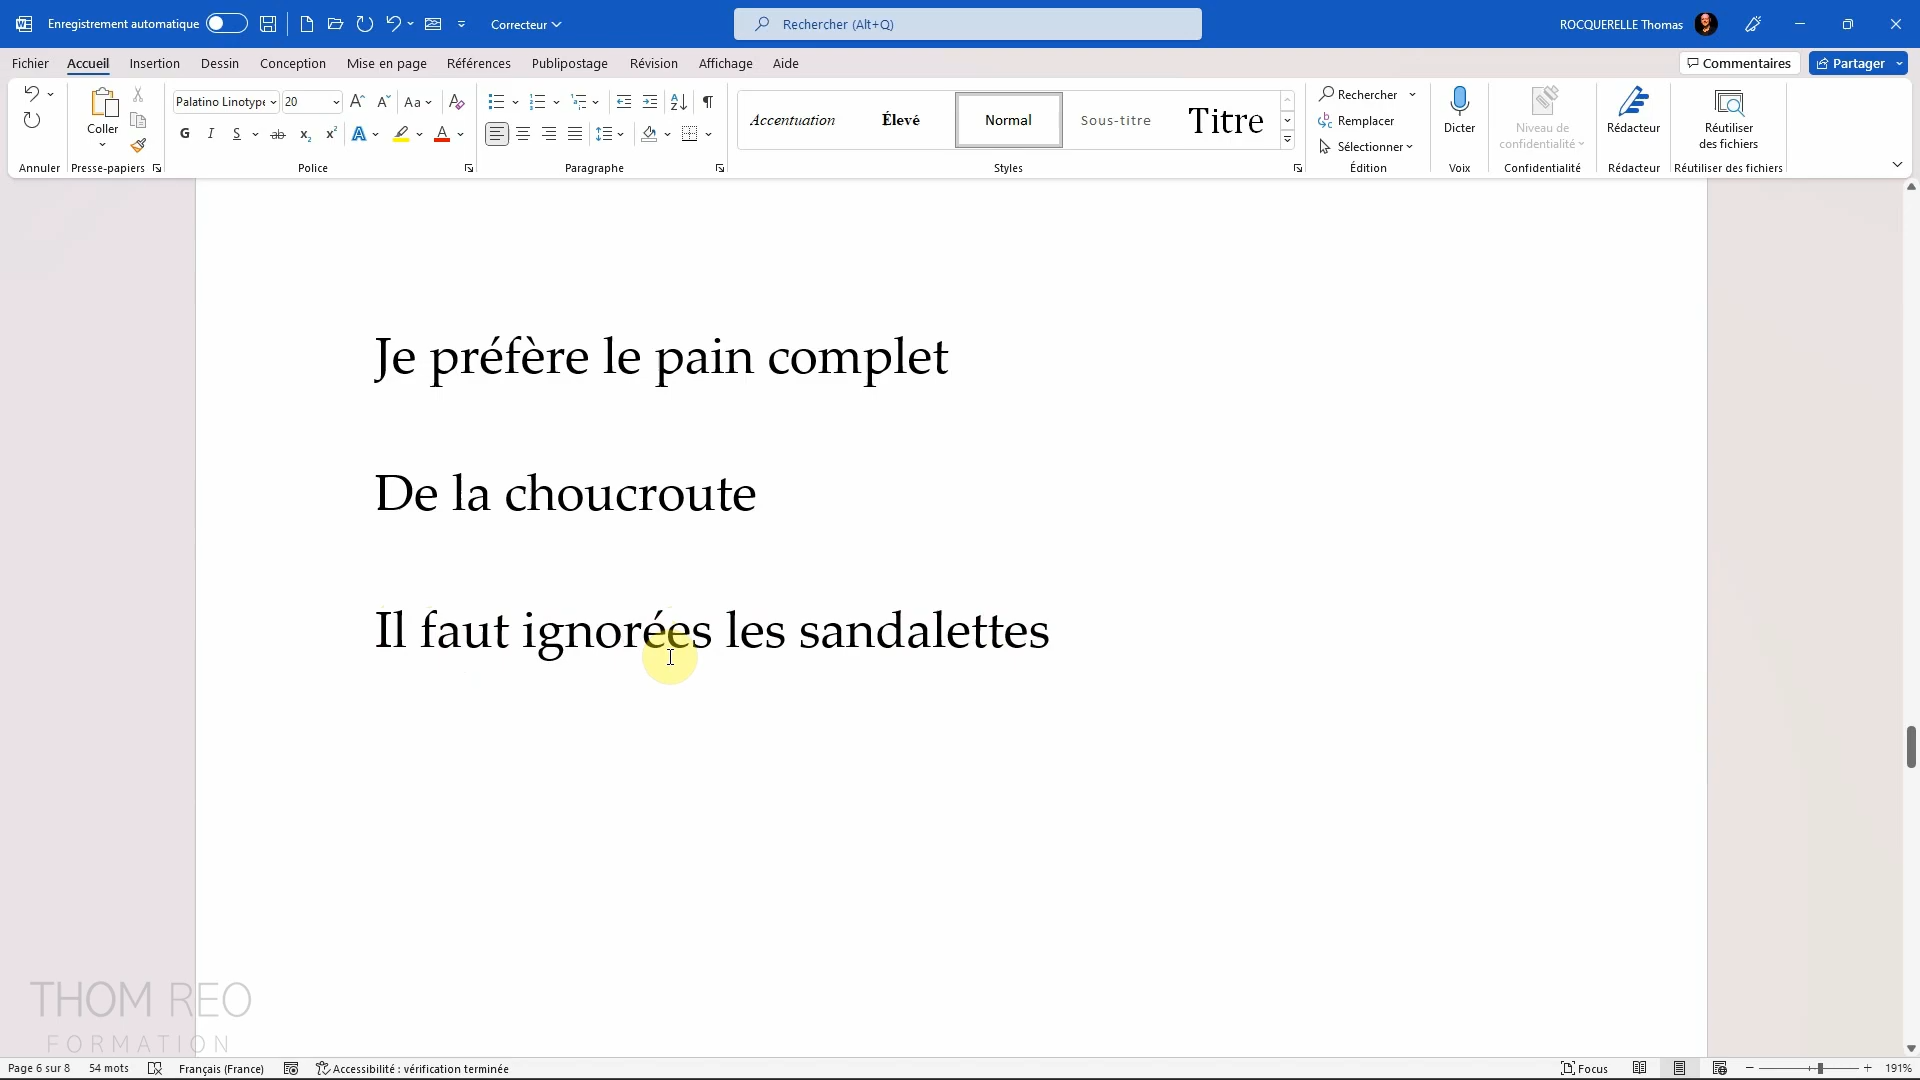 Enregistrement automatique
Correcteur
Rechercher (Alt+Q)
ROCQUERELLE Thomas
Fichier Accueil Insertion Dessin Conception Mise en page Références Publipostage Révision Affichage Aide
Commentaires Partager
Palatino Linotype 20 Aa
Coller
G I S ab x₂ x² A A
Accentuation Élevé Normal Sous-titre Titre
Rechercher
Remplacer
Sélectionner
Dicter
Niveau de
confidentialité
Rédacteur
Réutiliser
des fichiers
Annuler Presse-papiers Police Paragraphe Styles Édition Voix Confidentialité Rédacteur Réutiliser des fichiers
Je préfère le pain complet
De la choucroute
Il faut ignorées les sandalettes
THOM REO
FORMATION
Page 6 sur 8 54 mots Français (France) Accessibilité : vérification terminée Focus 191%